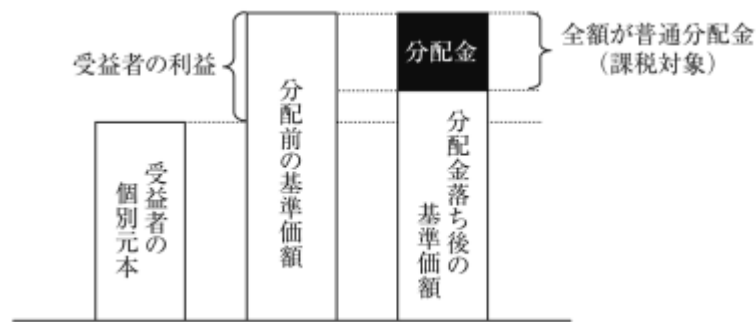 受益者の利益
受益者の
個別元本
分配前の基準価額
分配金
分配金落ち後の
基準価額
全額が普通分配金
（課税対象）